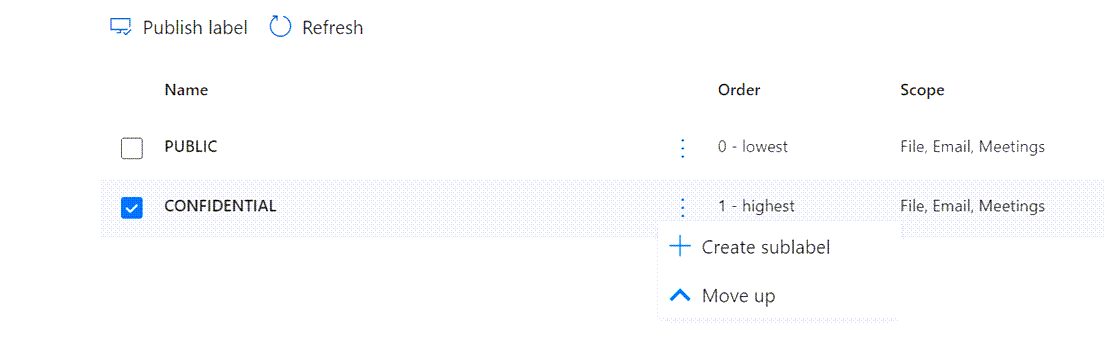 Publish label Refresh
Name Order Scope
PUBLIC 0 - lowest File, Email, Meetings
CONFIDENTIAL 1 - highest File, Email, Meetings
Create sublabel
Move up